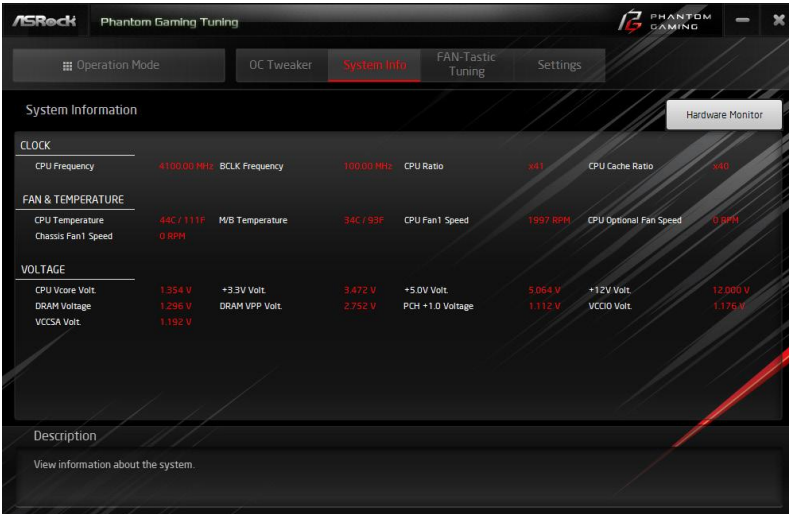 ASRock Phantom Gaming Tuning PHANTOM GAMING
Operation Mode OC Tweaker System Info FAN-Tastic Tuning Settings
System Information
Hardware Monitor
CLOCK
CPU Frequency 4100.00 MHz BCLK Frequency 100.00 MHz CPU Ratio x41 CPU Cache Ratio x40
FAN & TEMPERATURE
CPU Temperature 44C / 111F M/B Temperature 34C / 93F CPU Fan1 Speed 1997 RPM CPU Optional Fan Speed 0 RPM
Chassis Fan1 Speed 0 RPM
VOLTAGE
CPU Vcore Volt. 1.354 V +3.3V Volt. 3.472 V +5.0V Volt. 5.064 V +12V Volt. 12.000 V
DRAM Voltage 1.296 V DRAM VPP Volt. 2.752 V PCH +1.0 Voltage 1.112 V VCCIO Volt. 1.176 V
VCCSA Volt. 1.192 V
Description
View information about the system.